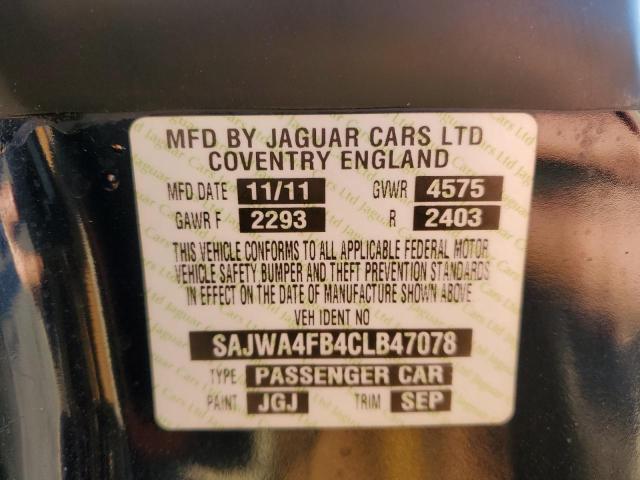 MFD BY JAGUAR CARS LTD
COVENTRY ENGLAND
MFD DATE 11/11 GVWR 4575
GAWR F 2293 R 2403
THIS VEHICLE CONFORMS TO ALL APPLICABLE FEDERAL MOTOR
VEHICLE SAFETY BUMPER AND THEFT PREVENTION STANDARDS
IN EFFECT ON THE DATE OF MANUFACTURE SHOWN ABOVE
VEH IDENT NO
SAJWA4FB4CLB47078
TYPE PASSENGER CAR
PAINT JGJ TRIM SEP